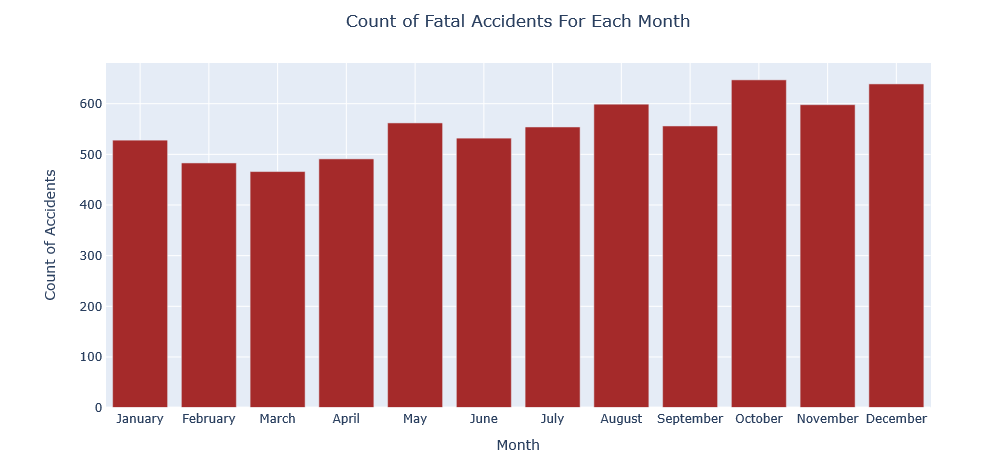 Count of Fatal Accidents For Each Month
Count of Accidents
600
500
400
300
200
100
0
January February March April May June July August September October November December
Month